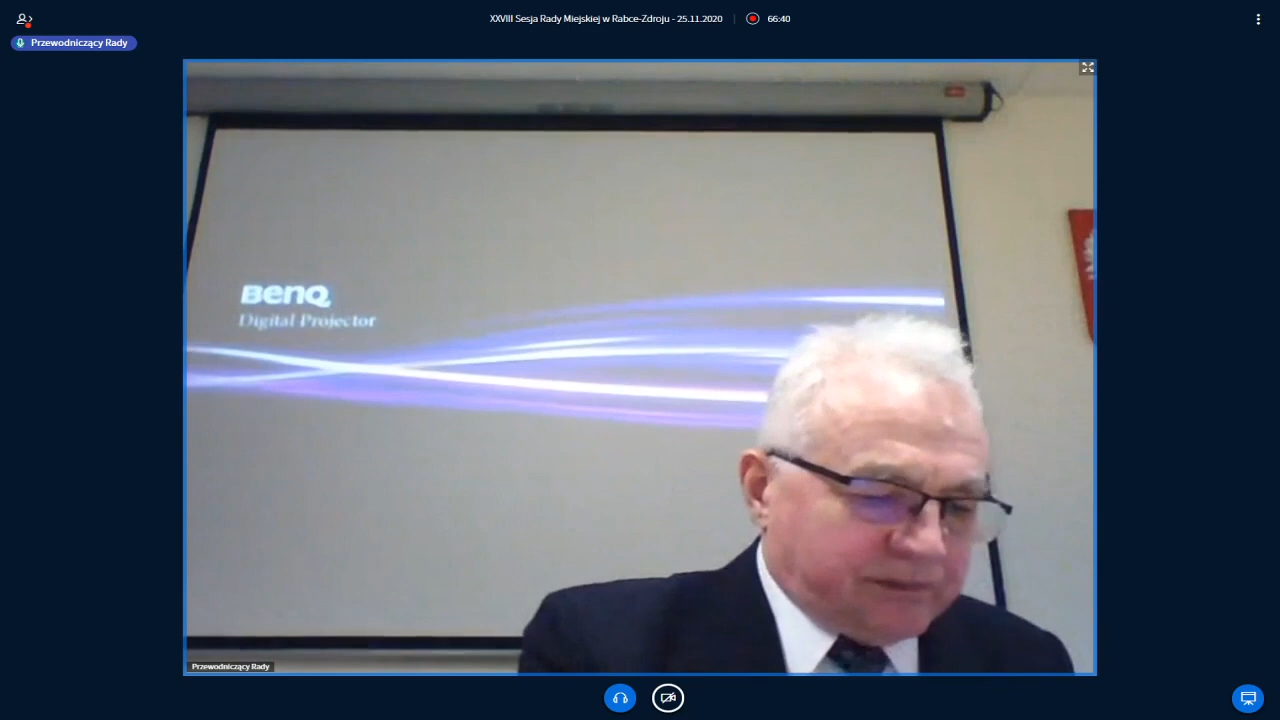 XXVIII Sesja Rady Miejskiej w Rabce-Zdroju - 25.11.2020
66:40
Przewodniczący Rady
BenQ
Digital Projector
Przewodniczący Rady